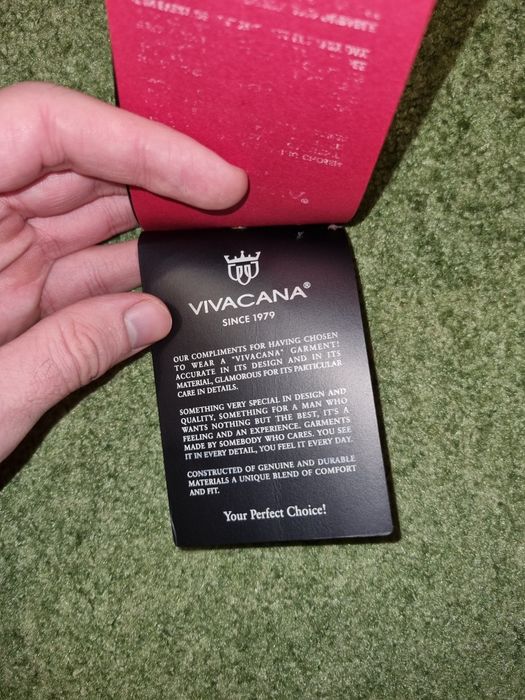 VIVACANA®
SINCE 1979
OUR COMPLIMENTS FOR HAVING CHOSEN
TO WEAR A "VIVACANA" GARMENT!
ACCURATE IN ITS DESIGN AND IN ITS
MATERIAL, GLAMOROUS FOR ITS PARTICULAR
CARE IN DETAILS.
SOMETHING VERY SPECIAL IN DESIGN AND
QUALITY, SOMETHING FOR A MAN WHO
WANTS NOTHING BUT THE BEST, IT'S A
FEELING AND AN EXPERIENCE. GARMENTS
MADE BY SOMEBODY WHO CARES. YOU SEE
IT IN EVERY DETAIL, YOU FEEL IT EVERY DAY.
CONSTRUCTED OF GENUINE AND DURABLE
MATERIALS A UNIQUE BLEND OF COMFORT
AND FIT.
Your Perfect Choice!